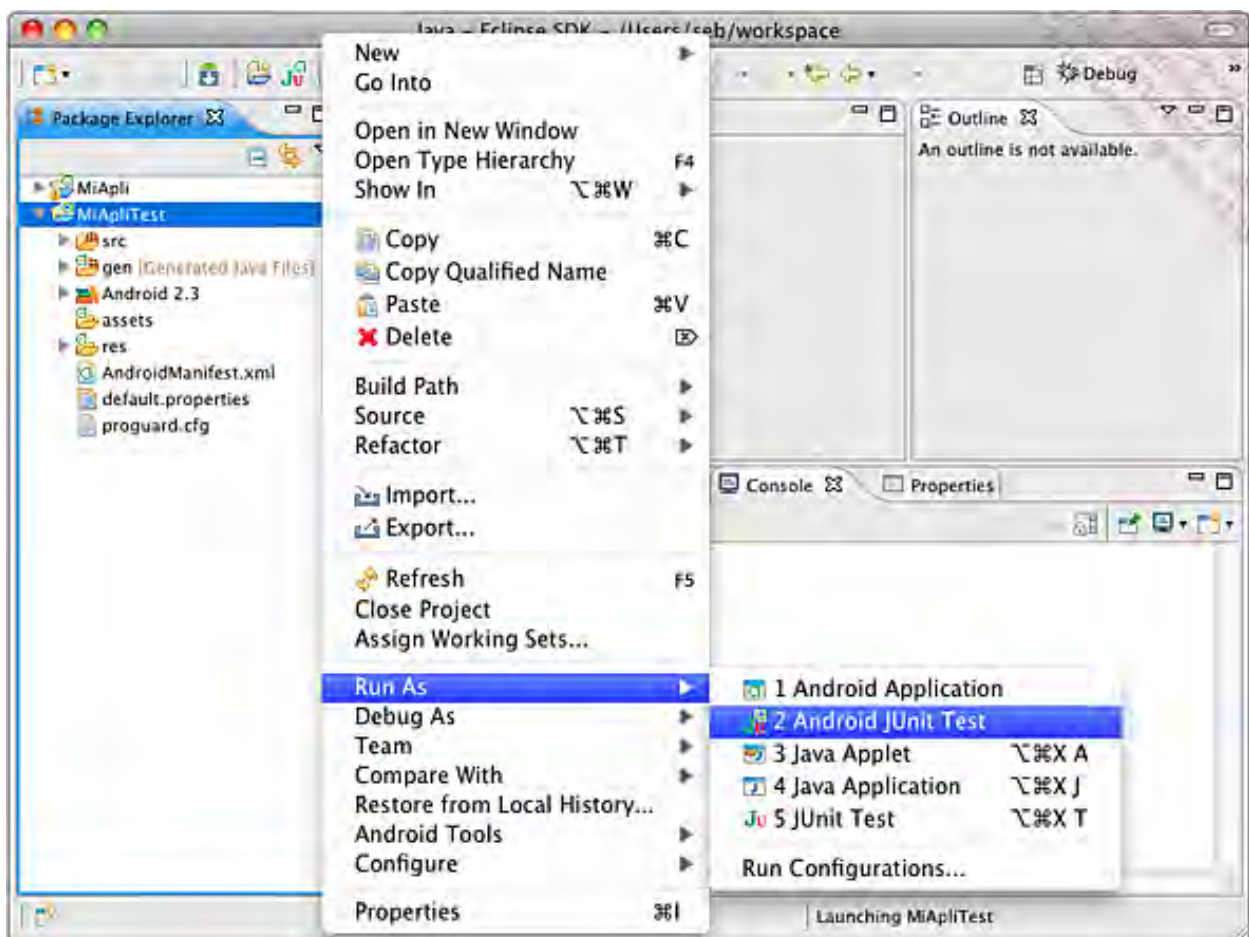 Java – Eclipse SDK – /Users/seb/workspace
Debug
Package Explorer
MiApli
MiApliTest
src
gen [Generated Java Files]
Android 2.3
assets
res
AndroidManifest.xml
default.properties
proguard.cfg
New
Go Into
Open in New Window
Open Type Hierarchy F4
Show In ⌥⌘W
Copy ⌘C
Copy Qualified Name
Paste ⌘V
Delete ⌦
Build Path
Source ⌥⌘S
Refactor ⌥⌘T
Import...
Export...
Refresh F5
Close Project
Assign Working Sets...
Run As
Debug As
Team
Compare With
Restore from Local History...
Android Tools
Configure
Properties ⌘I
1 Android Application
2 Android JUnit Test
3 Java Applet ⌥⌘X A
4 Java Application ⌥⌘X J
5 JUnit Test ⌥⌘X T
Run Configurations...
Outline
An outline is not available.
Console
Properties
Launching MiApliTest